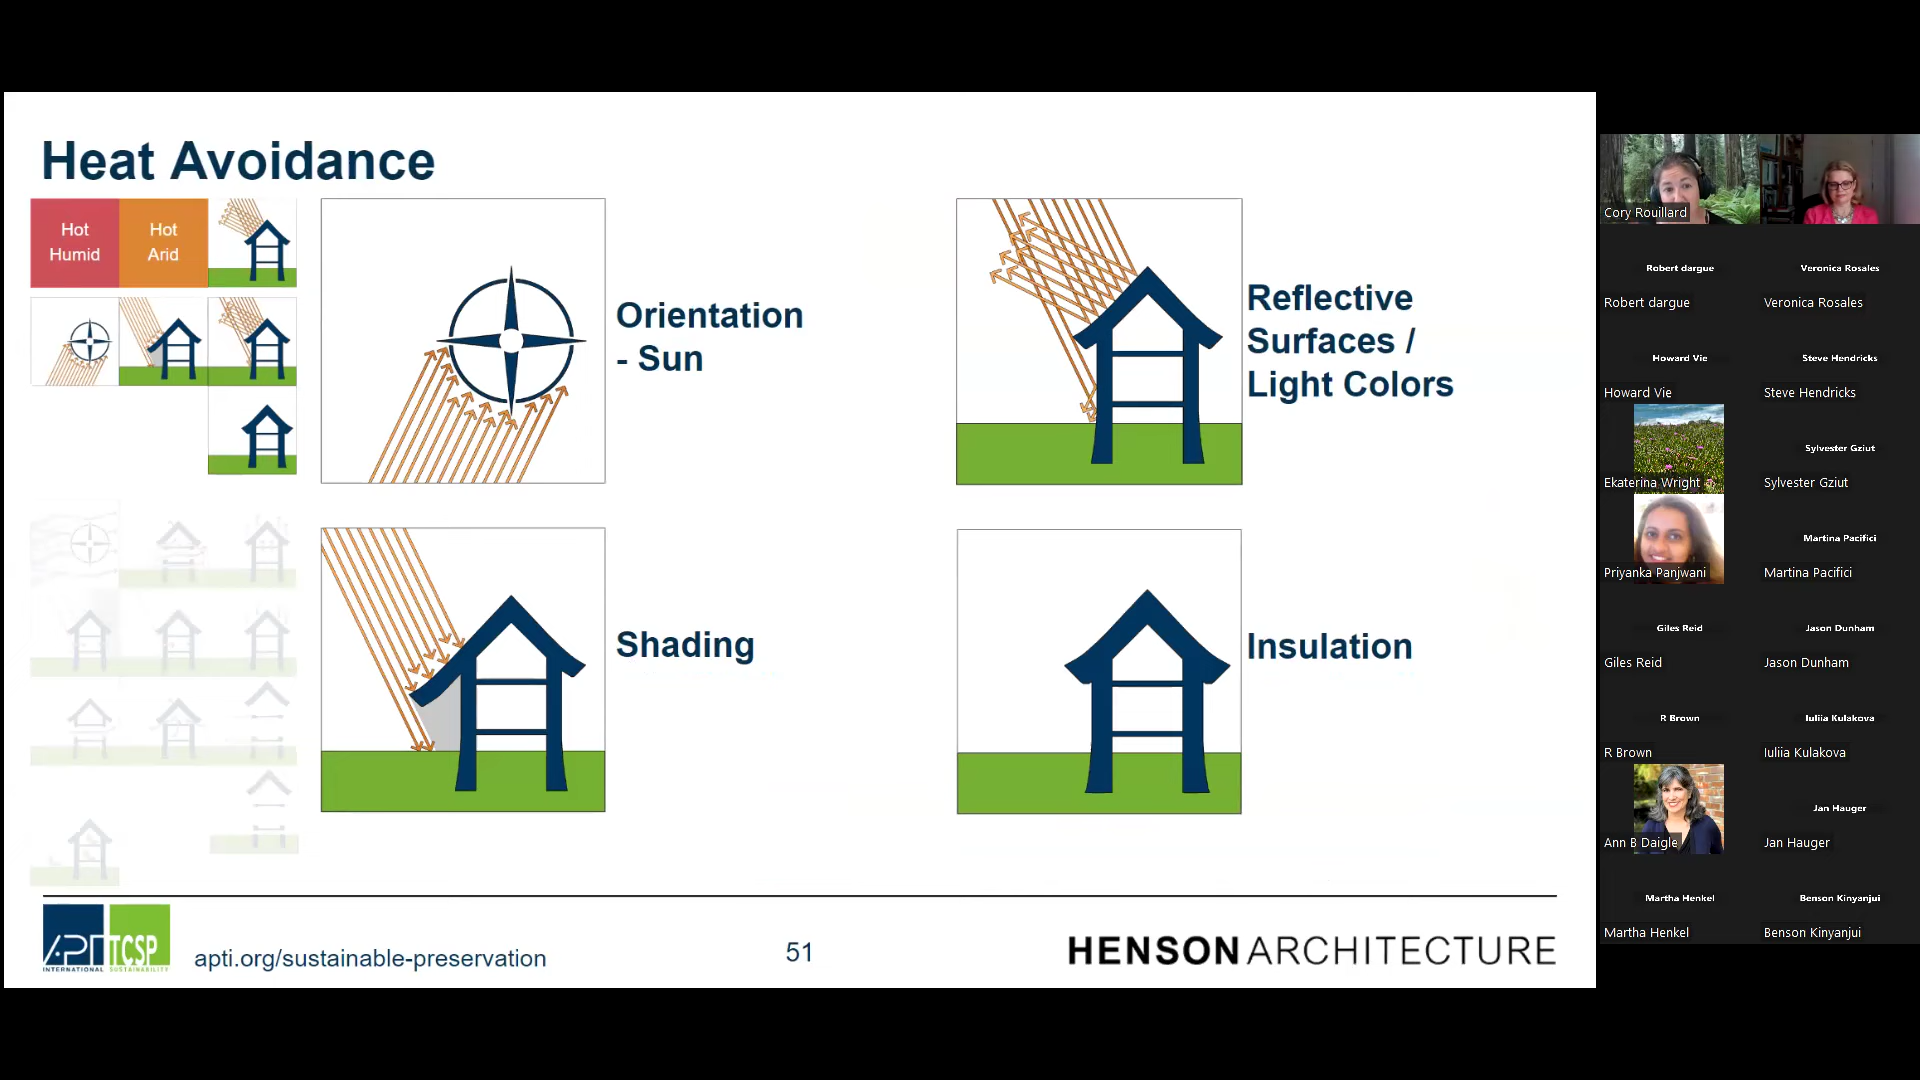 Heat Avoidance
Hot
Humid
Hot
Arid
Orientation
- Sun
Reflective
Surfaces /
Light Colors
Shading
Insulation
APTI TCSP
INTERNATIONAL SUSTAINABILITY
apti.org/sustainable-preservation
51
HENSON ARCHITECTURE
Cory Rouillard
Robert dargue
Robert dargue
Veronica Rosales
Veronica Rosales
Howard Vie
Howard Vie
Steve Hendricks
Steve Hendricks
Ekaterina Wright
Sylvester Gziut
Sylvester Gziut
Priyanka Panjwani
Martina Pacifici
Martina Pacifici
Giles Reid
Giles Reid
Jason Dunham
Jason Dunham
R Brown
R Brown
Iuliia Kulakova
Iuliia Kulakova
Ann B Daigle
Jan Hauger
Jan Hauger
Martha Henkel
Martha Henkel
Benson Kinyanjui
Benson Kinyanjui